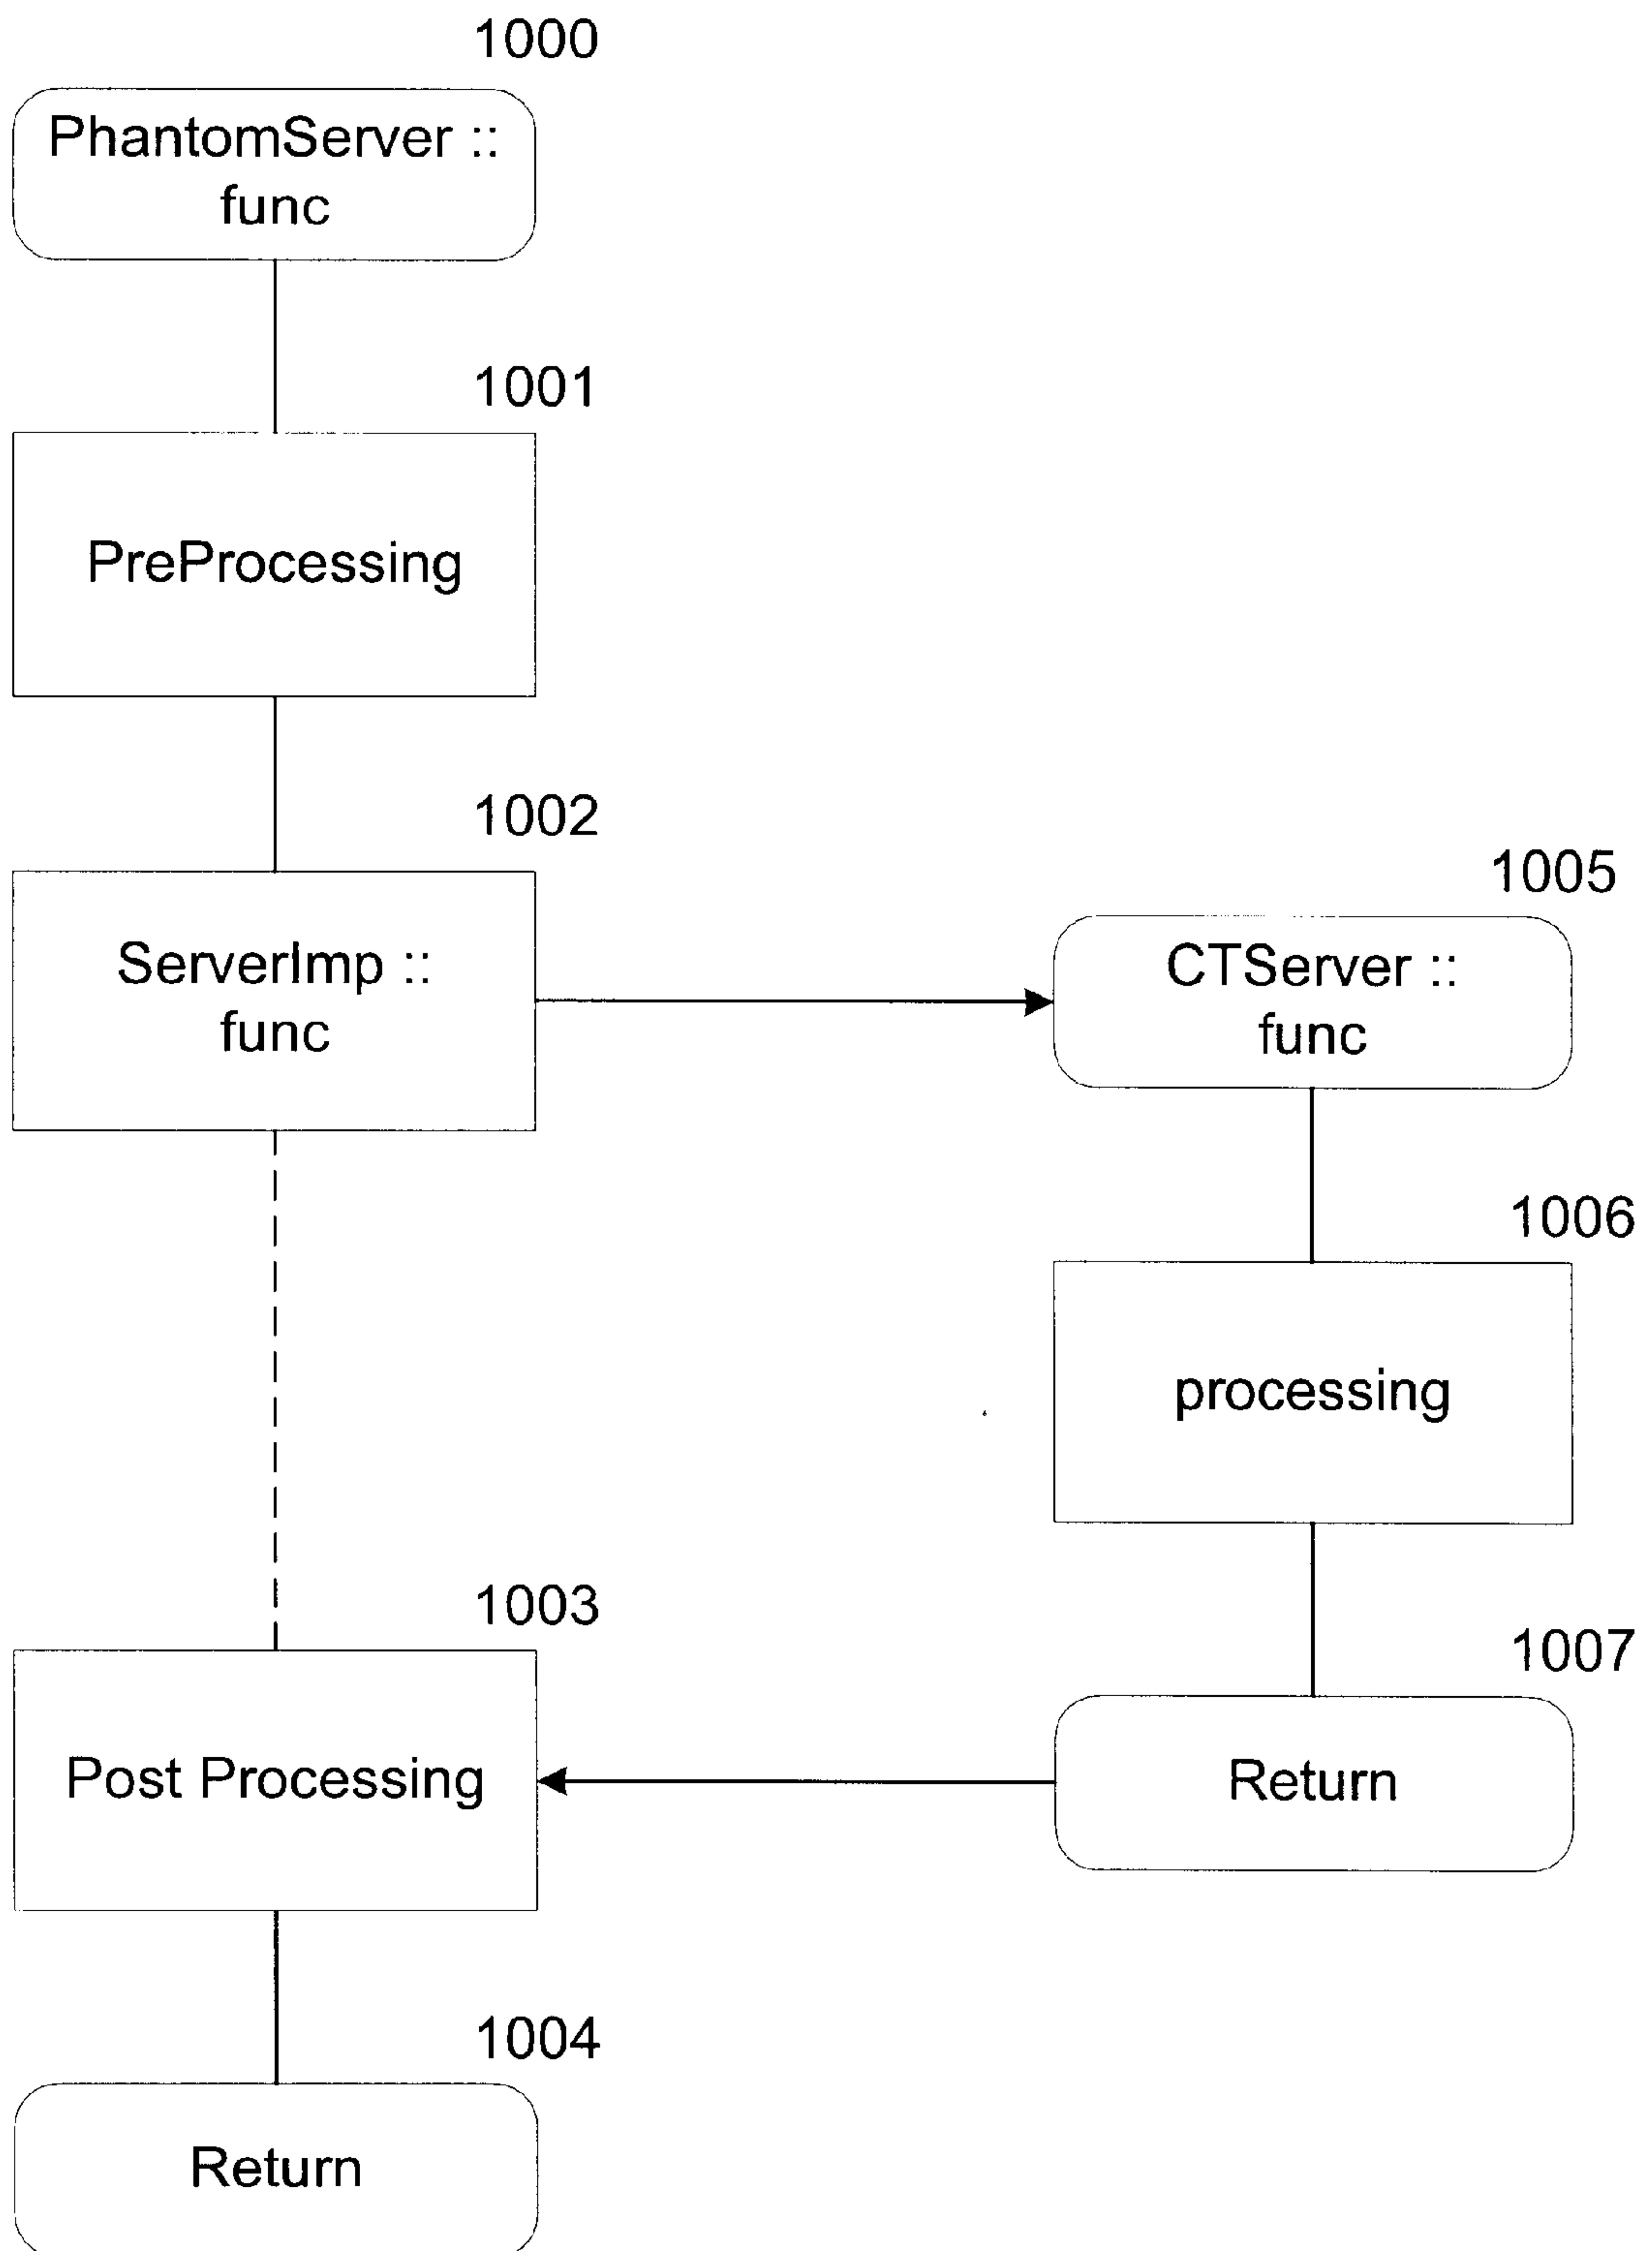 1000
PhantomServer ::
func
1001
PreProcessing
1002
ServerImp ::
func
1005
CTServer ::
func
1006
processing
1003
Post Processing
1007
Return
1004
Return